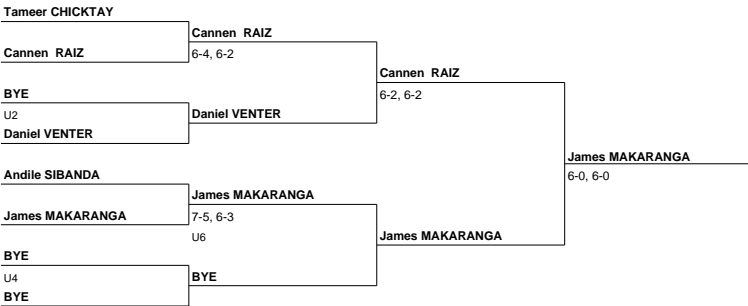 Tameer CHICKTAY
Cannen RAIZ
Cannen RAIZ
6-4, 6-2
Cannen RAIZ
6-2, 6-2
BYE
U2
Daniel VENTER
Daniel VENTER
James MAKARANGA
6-0, 6-0
Andile SIBANDA
James MAKARANGA
James MAKARANGA
7-5, 6-3
U6
James MAKARANGA
BYE
U4
BYE
BYE